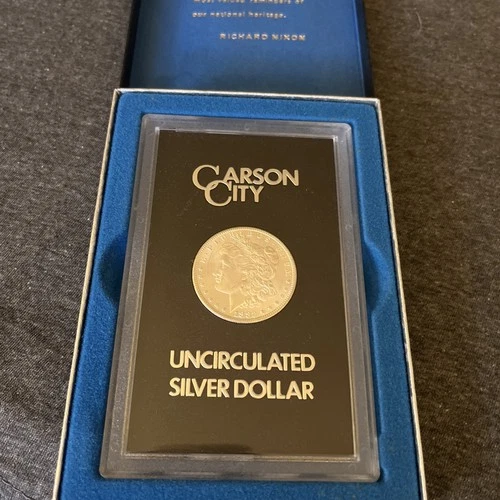 most valued reminders of
our national heritage.
RICHARD NIXON
CARSON
CITY
UNCIRCULATED
SILVER DOLLAR